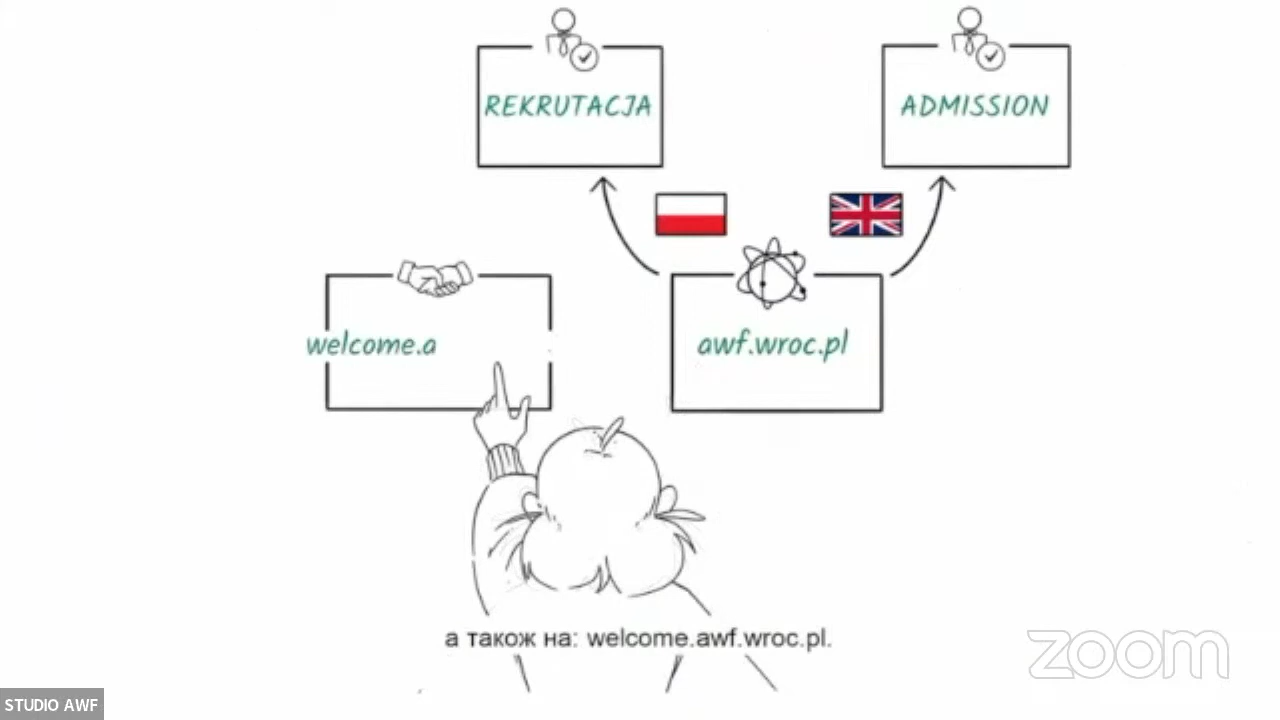 REKRUTACJA
ADMISSION
welcome.a
awf.wroc.pl
а також на: welcome.awf.wroc.pl.
zoom
STUDIO AWF